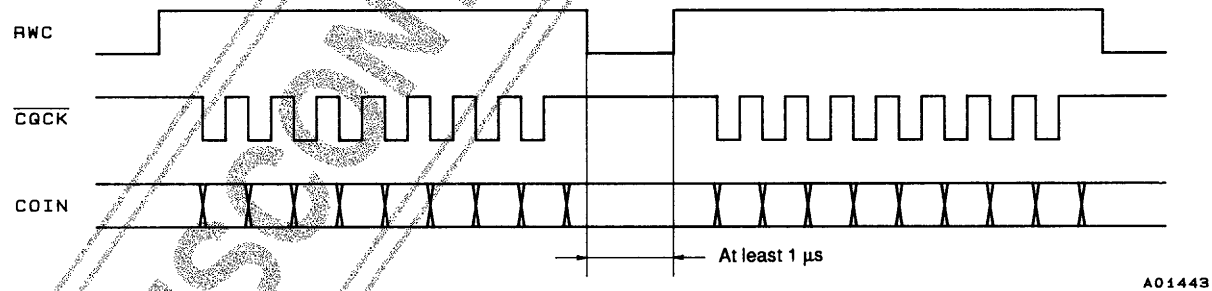 RWC
CQCK
COIN
At least 1 μs
A01443